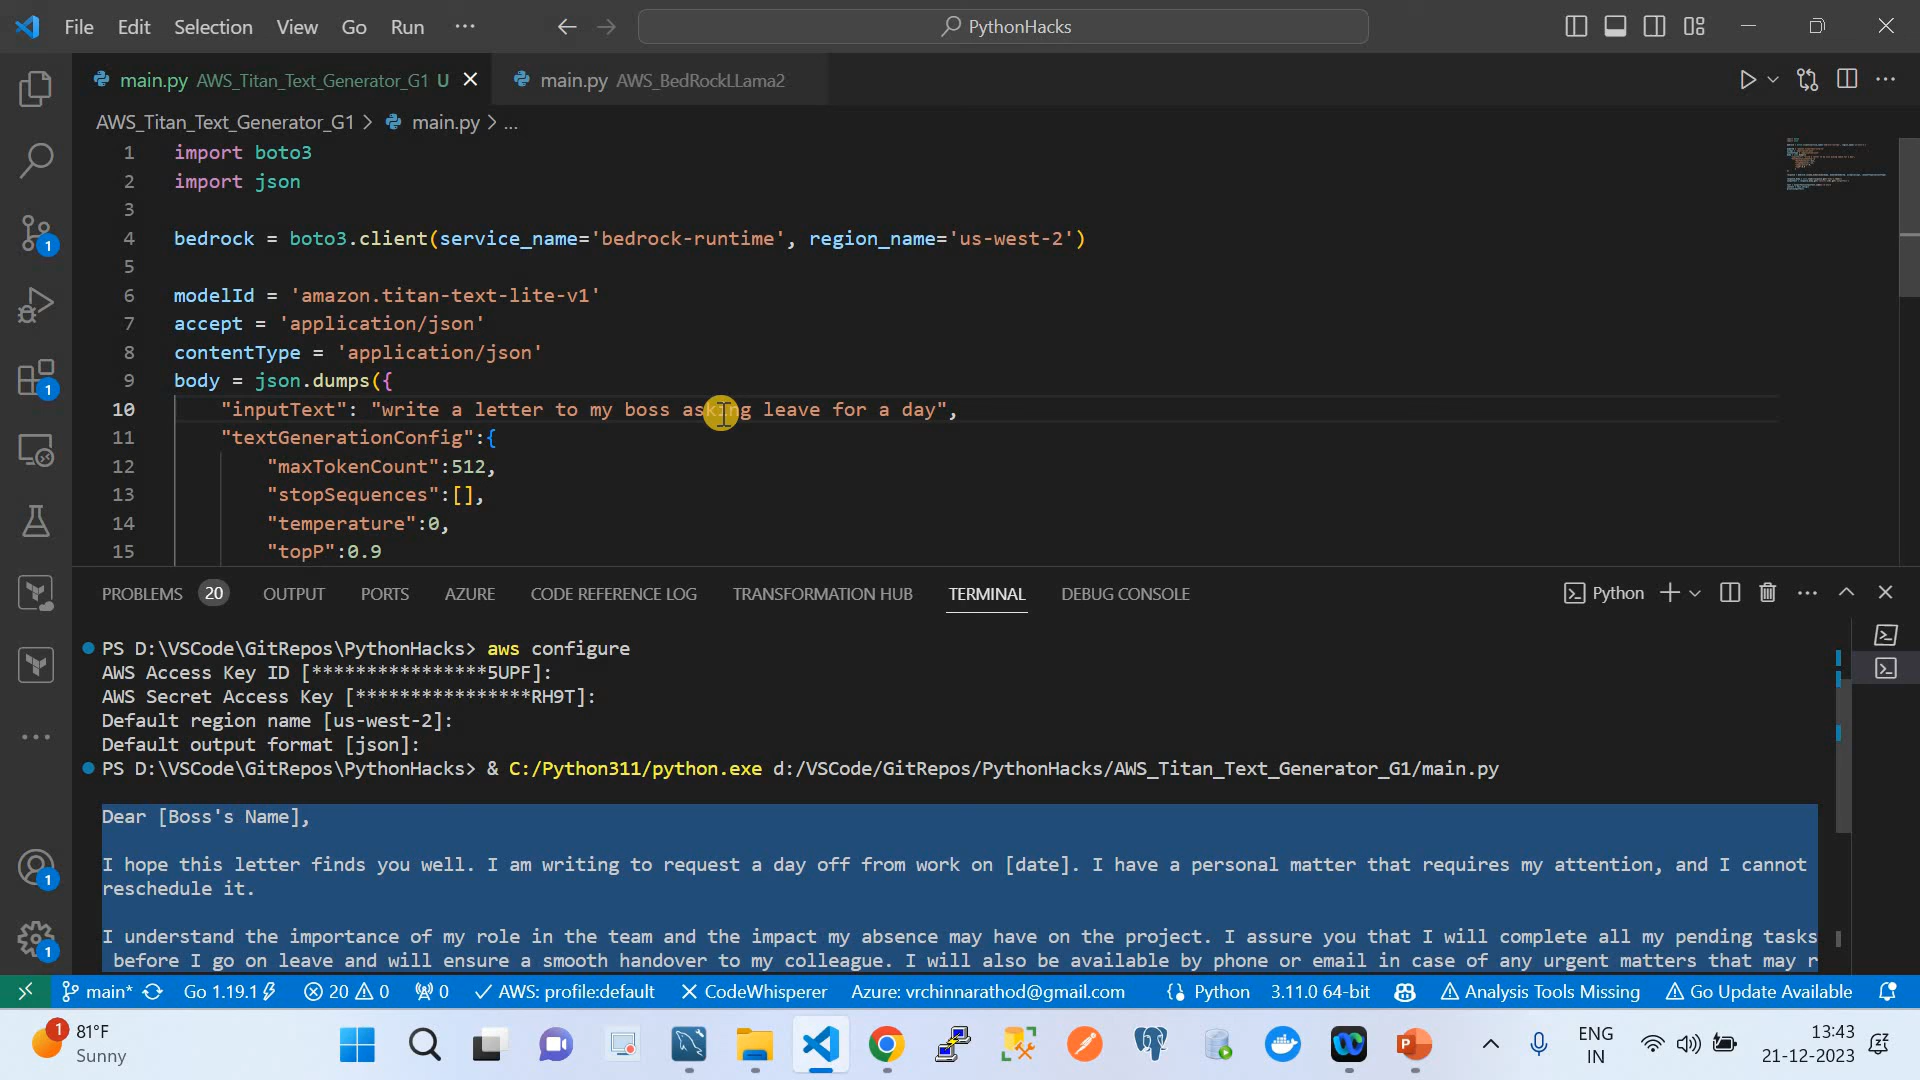 File Edit Selection View Go Run ··· PythonHacks
main.py AWS_Titan_Text_Generator_G1 U main.py AWS_BedRockLLama2
AWS_Titan_Text_Generator_G1 > main.py > ...
1 import boto3
2 import json
3
4 bedrock = boto3.client(service_name='bedrock-runtime', region_name='us-west-2')
5
6 modelId = 'amazon.titan-text-lite-v1'
7 accept = 'application/json'
8 contentType = 'application/json'
9 body = json.dumps({
10 "inputText": "write a letter to my boss asking leave for a day",
11 "textGenerationConfig":{
12 "maxTokenCount":512,
13 "stopSequences":[],
14 "temperature":0,
15 "topP":0.9
PROBLEMS 20 OUTPUT PORTS AZURE CODE REFERENCE LOG TRANSFORMATION HUB TERMINAL DEBUG CONSOLE Python
PS D:\VSCode\GitRepos\PythonHacks> aws configure
AWS Access Key ID [****************5UPF]:
AWS Secret Access Key [****************RH9T]:
Default region name [us-west-2]:
Default output format [json]:
PS D:\VSCode\GitRepos\PythonHacks> & C:/Python311/python.exe d:/VSCode/GitRepos/PythonHacks/AWS_Titan_Text_Generator_G1/main.py
Dear [Boss's Name],
I hope this letter finds you well. I am writing to request a day off from work on [date]. I have a personal matter that requires my attention, and I cannot
reschedule it.
I understand the importance of my role in the team and the impact my absence may have on the project. I assure you that I will complete all my pending tasks
before I go on leave and will ensure a smooth handover to my colleague. I will also be available by phone or email in case of any urgent matters that may r
main* Go 1.19.1 20 0 0 AWS: profile:default CodeWhisperer Azure: vrchinnarathod@gmail.com Python 3.11.0 64-bit Analysis Tools Missing Go Update Available
1 81°F
Sunny
ENG
IN
13:43
21-12-2023